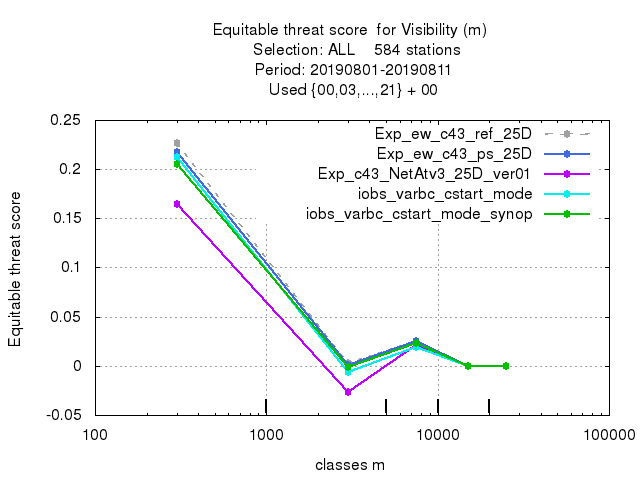 Equitable threat score  for Visibility (m)
Selection: ALL    584 stations
Period: 20190801-20190811
Used {00,03,...,21} + 00
Exp_ew_c43_ref_25D
Exp_ew_c43_ps_25D
Exp_c43_NetAtv3_25D_ver01
iobs_varbc_cstart_mode
iobs_varbc_cstart_mode_synop
Equitable threat score
0.25
0.2
0.15
0.1
0.05
0
-0.05
100 1000 10000 100000
classes m